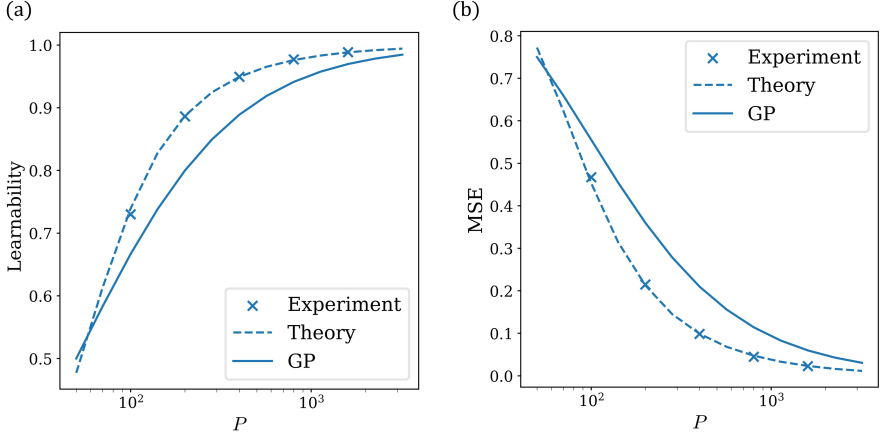 (a)
1.0
0.9
0.8
0.7
0.6
0.5
Learnability
Experiment
Theory
GP
10²
10³
P
(b)
0.8
0.7
0.6
0.5
0.4
0.3
0.2
0.1
0.0
MSE
Experiment
Theory
GP
10²
10³
P